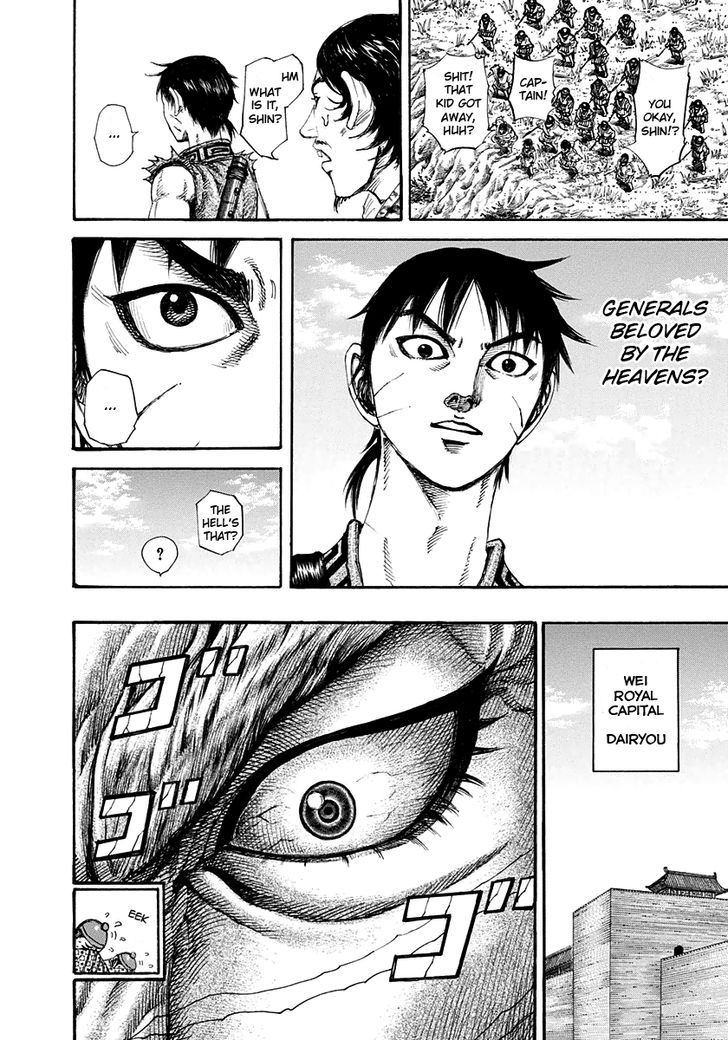 YOU
OKAY,
SHIN!?
CAP-
TAIN!
SHIT!
THAT
KID GOT
AWAY,
HUH?
HM
WHAT
IS IT,
SHIN?
...
GENERALS
BELOVED
BY THE
HEAVENS?
...
THE
HELL'S
THAT?
?
WEI
ROYAL
CAPITAL
DAIRYOU
ゴ
ゴ
ゴ
ゴ
EEK